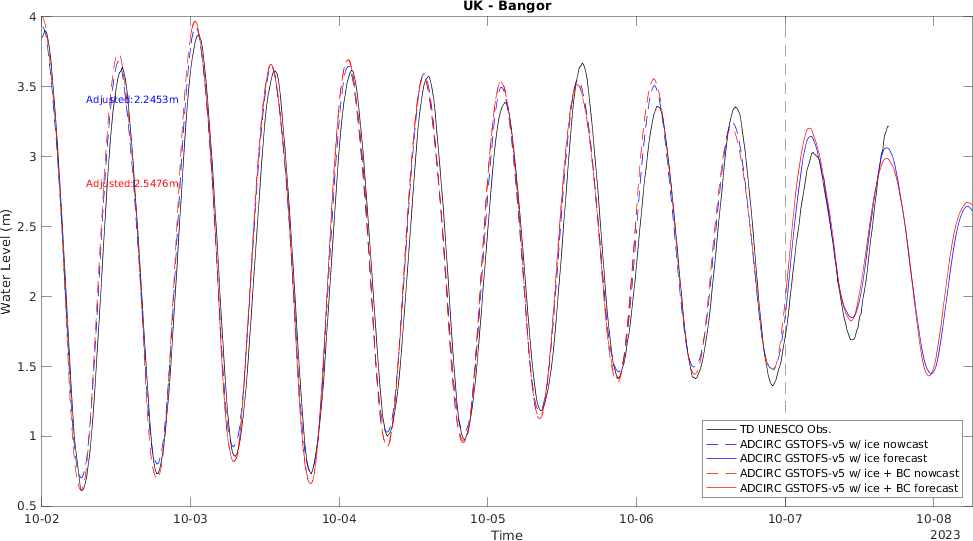 UK - Bangor
4
3.5
3
2.5
2
1.5
1
0.5
Water Level (m)
Adjusted:2.2453m
Adjusted:2.5476m
TD UNESCO Obs.
ADCIRC GSTOFS-v5 w/ ice nowcast
ADCIRC GSTOFS-v5 w/ ice forecast
ADCIRC GSTOFS-v5 w/ ice + BC nowcast
ADCIRC GSTOFS-v5 w/ ice + BC forecast
10-02 10-03 10-04 10-05 10-06 10-07 10-08
Time
2023